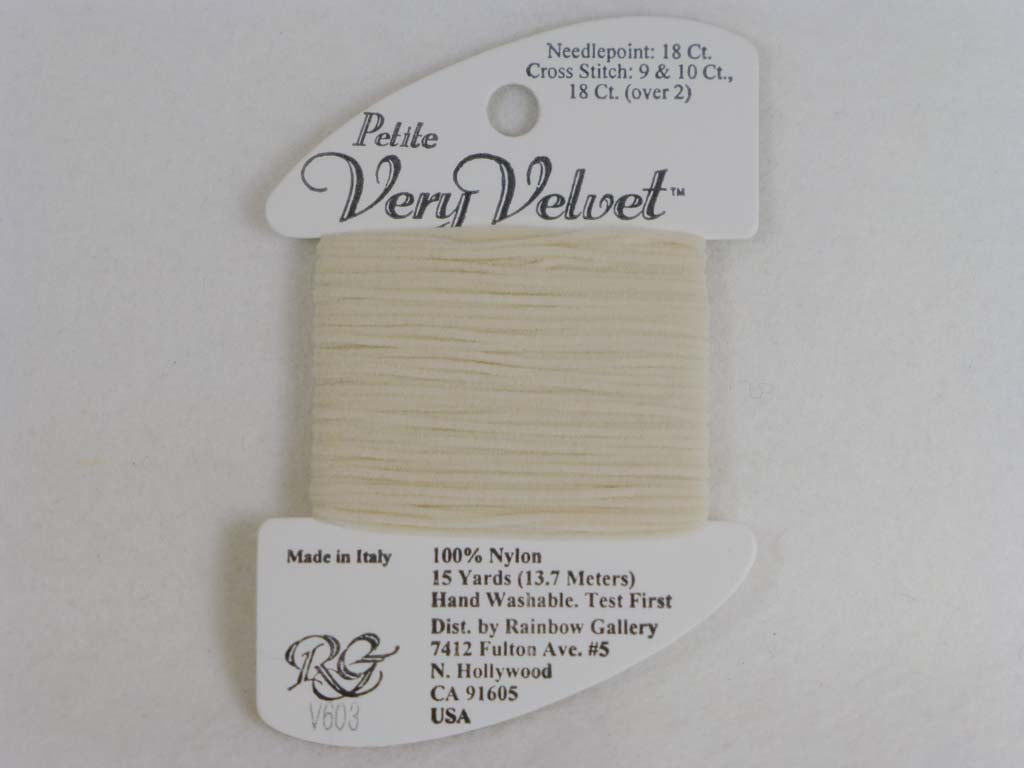 Needlepoint: 18 Ct.
Cross Stitch: 9 & 10 Ct.,
18 Ct. (over 2)
Petite
Very Velvet™
Made in Italy
100% Nylon
15 Yards (13.7 Meters)
Hand Washable. Test First
Dist. by Rainbow Gallery
7412 Fulton Ave. #5
N. Hollywood
CA 91605
USA
RG
V603